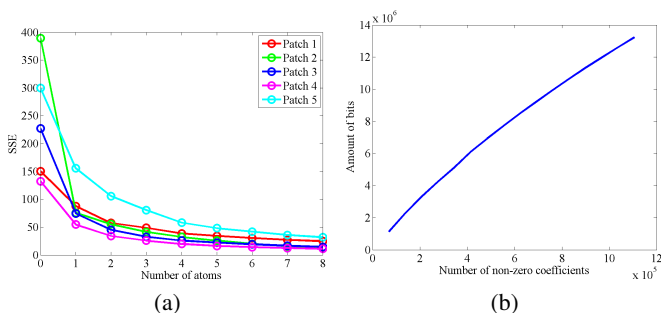 400
350
300
250
200
150
100
50
0
SSE
0 1 2 3 4 5 6 7 8
Number of atoms
Patch 1
Patch 2
Patch 3
Patch 4
Patch 5
(a)
x 10^6
14
12
10
8
6
4
2
0
Amount of bits
0 2 4 6 8 10 12
Number of non-zero coefficients
x 10^5
(b)